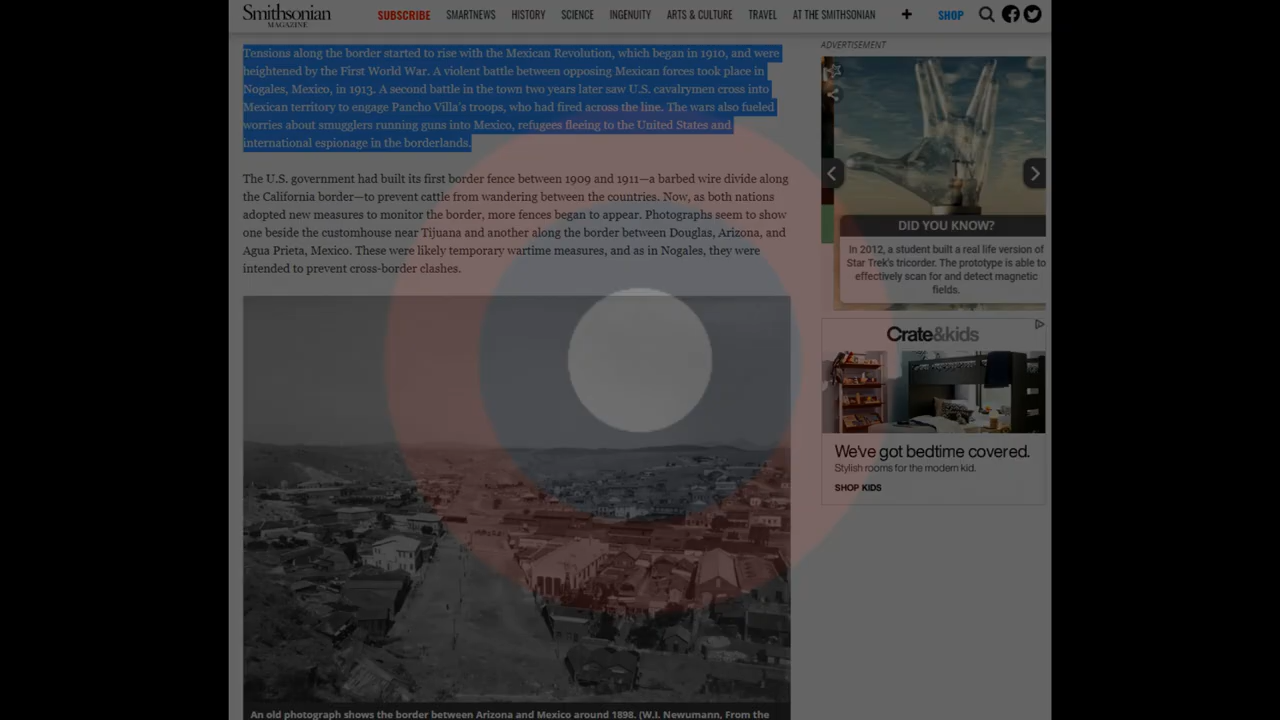 Smithsonian
MAGAZINE
SUBSCRIBE SMARTNEWS HISTORY SCIENCE INGENUITY ARTS & CULTURE TRAVEL AT THE SMITHSONIAN + SHOP
Tensions along the border started to rise with the Mexican Revolution, which began in 1910, and were
heightened by the First World War. A violent battle between opposing Mexican forces took place in
Nogales, Mexico, in 1913. A second battle in the town two years later saw U.S. cavalrymen cross into
Mexican territory to engage Pancho Villa's troops, who had fired across the line. The wars also fueled
worries about smugglers running guns into Mexico, refugees fleeing to the United States and
international espionage in the borderlands.
The U.S. government had built its first border fence between 1909 and 1911—a barbed wire divide along
the California border—to prevent cattle from wandering between the countries. Now, as both nations
adopted new measures to monitor the border, more fences began to appear. Photographs seem to show
one beside the customhouse near Tijuana and another along the border between Douglas, Arizona, and
Agua Prieta, Mexico. These were likely temporary wartime measures, and as in Nogales, they were
intended to prevent cross-border clashes.
An old photograph shows the border between Arizona and Mexico around 1898. (W.I. Newumann, From the
ADVERTISEMENT
DID YOU KNOW?
In 2012, a student built a real life version of
Star Trek's tricorder. The prototype is able to
effectively scan for and detect magnetic
fields.
Crate&kids
We've got bedtime covered.
Stylish rooms for the modern kid.
SHOP KIDS